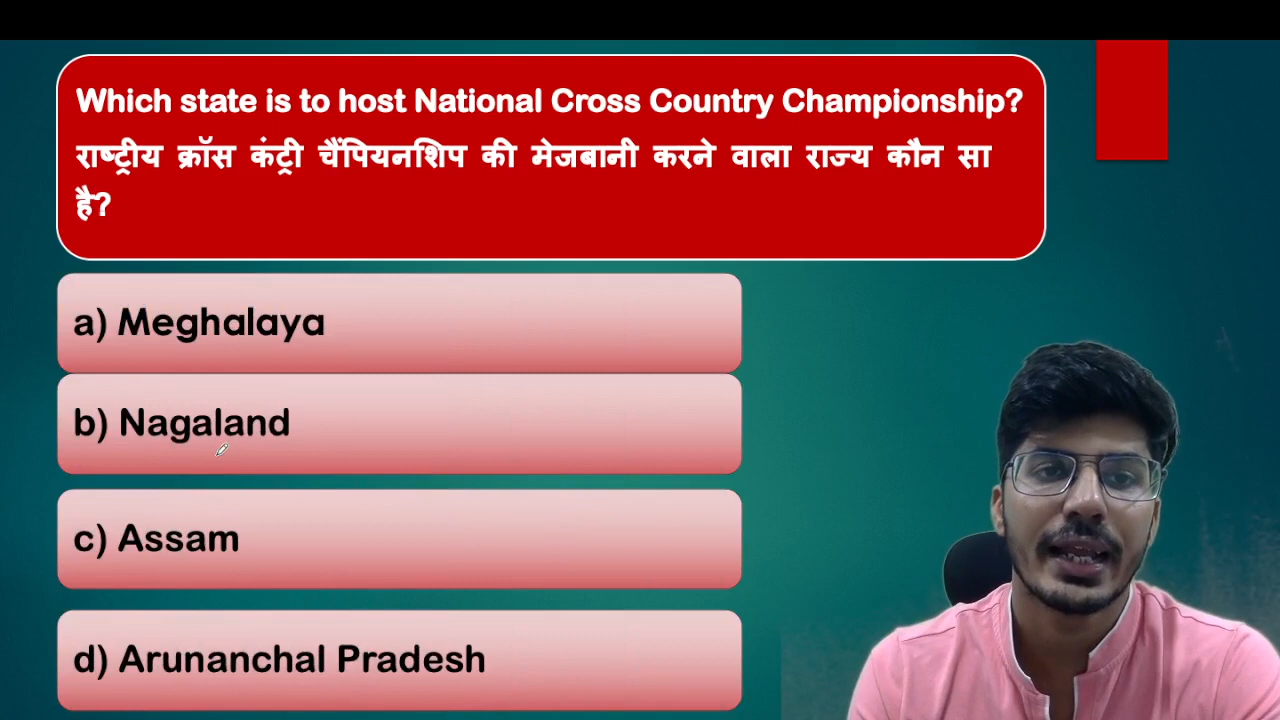 Which state is to host National Cross Country Championship?
राष्ट्रीय क्रॉस कंट्री चैंपियनशिप की मेजबानी करने वाला राज्य कौन सा
है?
a) Meghalaya
b) Nagaland
c) Assam
d) Arunanchal Pradesh